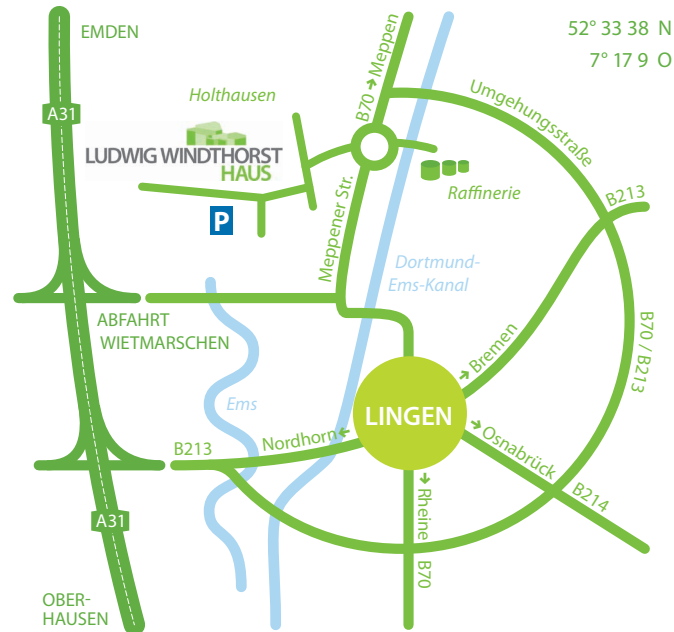 EMDEN
52° 33 38 N
7° 17 9 O
B70 → Meppen
Holthausen
A31
Umgehungsstraße
LUDWIG WINDTHORST
HAUS
Raffinerie
B213
P
Meppener Str.
Dortmund-
Ems-Kanal
ABFAHRT
WIETMARSCHEN
B70 / B213
→ Bremen
Ems
LINGEN
B213
Nordhorn ←
→ Osnabrück
B214
→ Rheine
B70
A31
OBER-
HAUSEN